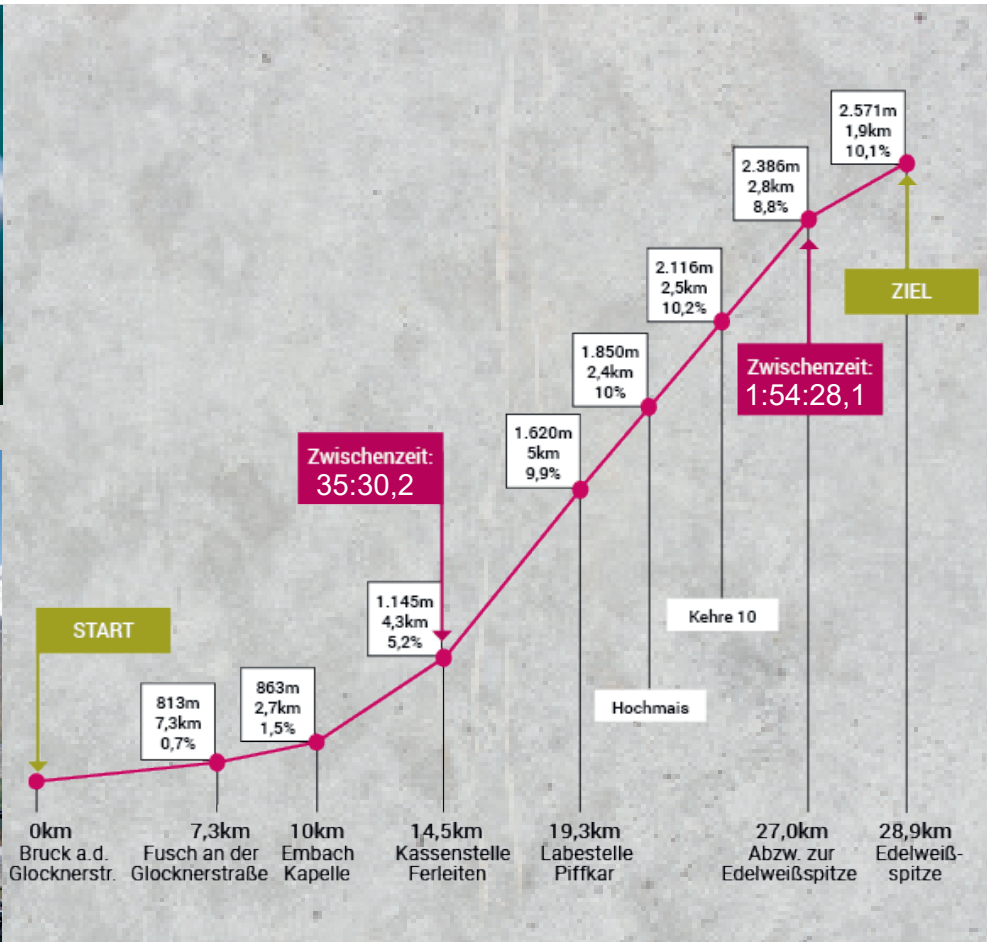 2.571m
1,9km
10,1%
2.386m
2,8km
8,8%
2.116m
2,5km
10,2%
ZIEL
1.850m
2,4km
10%
Zwischenzeit:
1:54:28,1
1.620m
5km
9,9%
Zwischenzeit:
35:30,2
1.145m
4,3km
5,2%
START
Kehre 10
863m
2,7km
1,5%
813m
7,3km
0,7%
Hochmais
0km
Bruck a.d.
Glocknerstr.
7,3km
Fusch an der
Glocknerstraße
10km
Embach
Kapelle
14,5km
Kassenstelle
Ferleiten
19,3km
Labestelle
Piffkar
27,0km
Abzw. zur
Edelweißspitze
28,9km
Edelweiß-
spitze